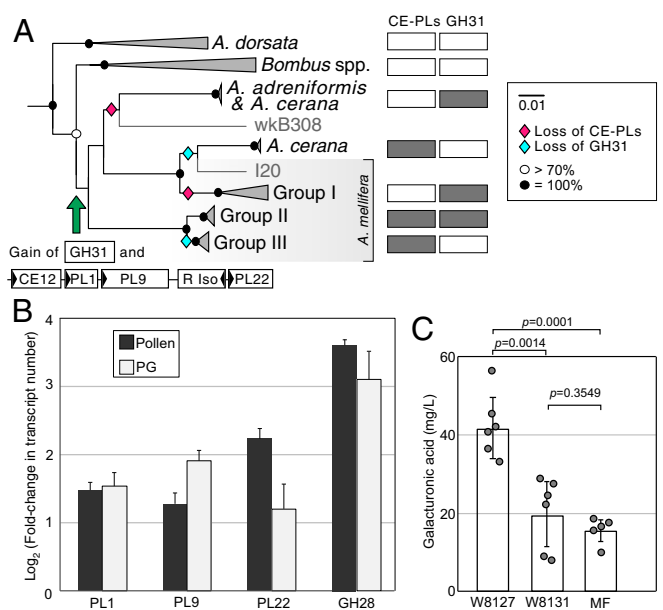 A
CE-PLs GH31
A. dorsata
Bombus spp.
A. adreniformis
& A. cerana
wkB308
A. cerana
I20
Group I
Group II
Group III
A. mellifera
0.01
Loss of CE-PLs
Loss of GH31
> 70%
= 100%
Gain of GH31 and
CE12 PL1 PL9 R Iso PL22
B
Log2 (Fold-change in transcript number)
4
3
2
1
0
Pollen
PG
PL1 PL9 PL22 GH28
C
p=0.0001
p=0.0014
p=0.3549
Galacturonic acid (mg/L)
60
40
20
0
W8127 W8131 MF